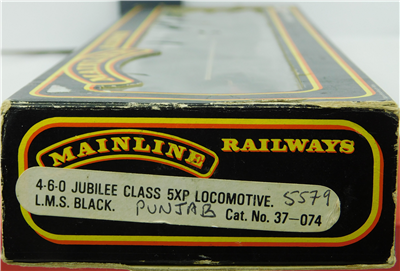 MAINLINE RAILWAYS
4-6-0 JUBILEE CLASS 5XP LOCOMOTIVE. 5579
L.M.S. BLACK. PUNJAB Cat. No. 37-074